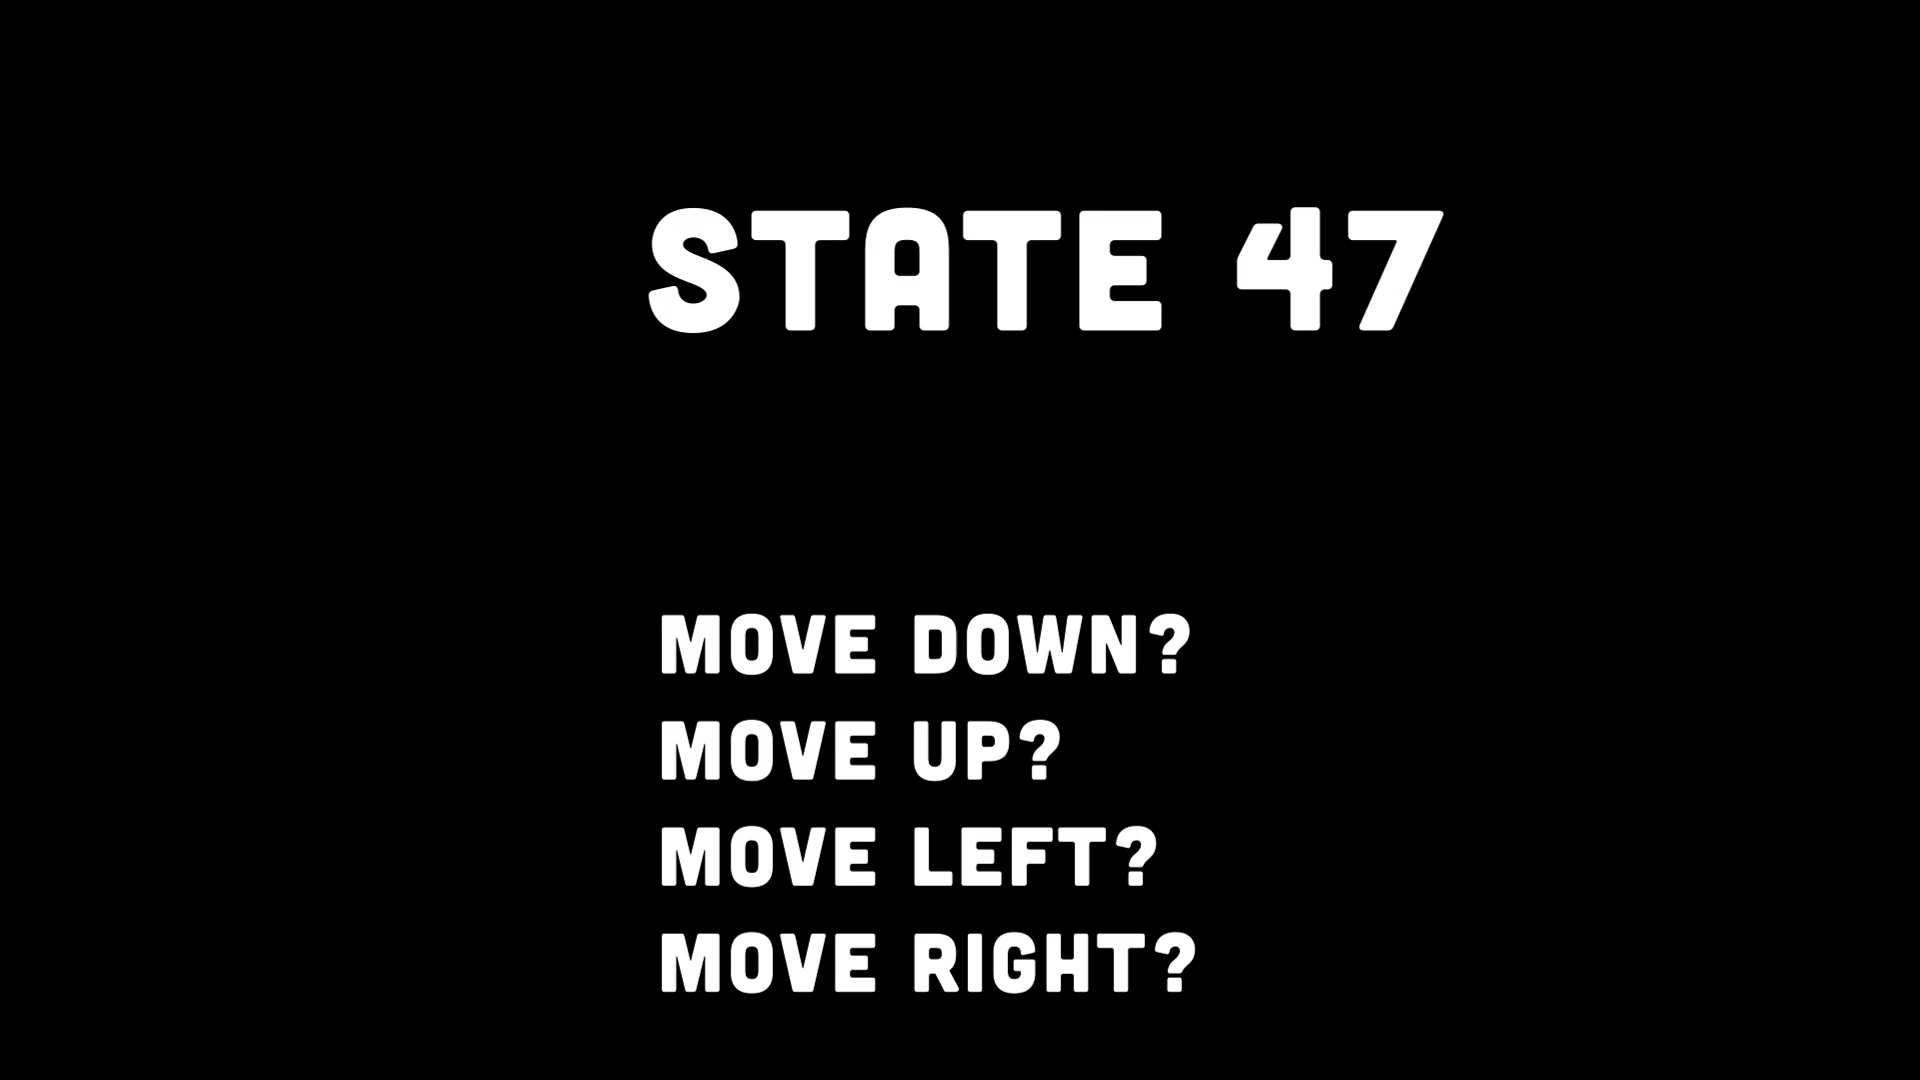 STATE 47
MOVE DOWN?
MOVE UP?
MOVE LEFT?
MOVE RIGHT?